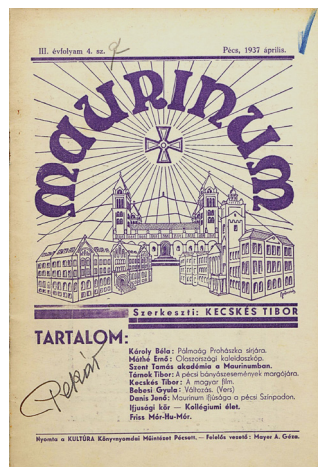 III. évfolyam 4. sz.
Pécs, 1937 április.
MAURINUM
Szerkeszti: KECSKÉS TIBOR
TARTALOM:
Károly Béla: Pálmaág Prohászka sírjára.
Máthé Ernő: Olaszországi kaleidoszkóp.
Szent Tamás akadémia a Maurinumban.
Tárnok Tibor: A pécsi bányászesemények margójára.
Kecskés Tibor: A magyar film.
Bebesi Gyula: Változás. (Vers)
Danis Jenő: Maurinum ifjúsága a pécsi Színpadon.
Ifjusági kör — Kollégiumi élet.
Friss Mór-Hu-Mór.
Pekár
Nyomta a KULTÚRA Könyvnyomdai Műintézet Pécsett. — Felelős vezető: Mayer A. Géza.